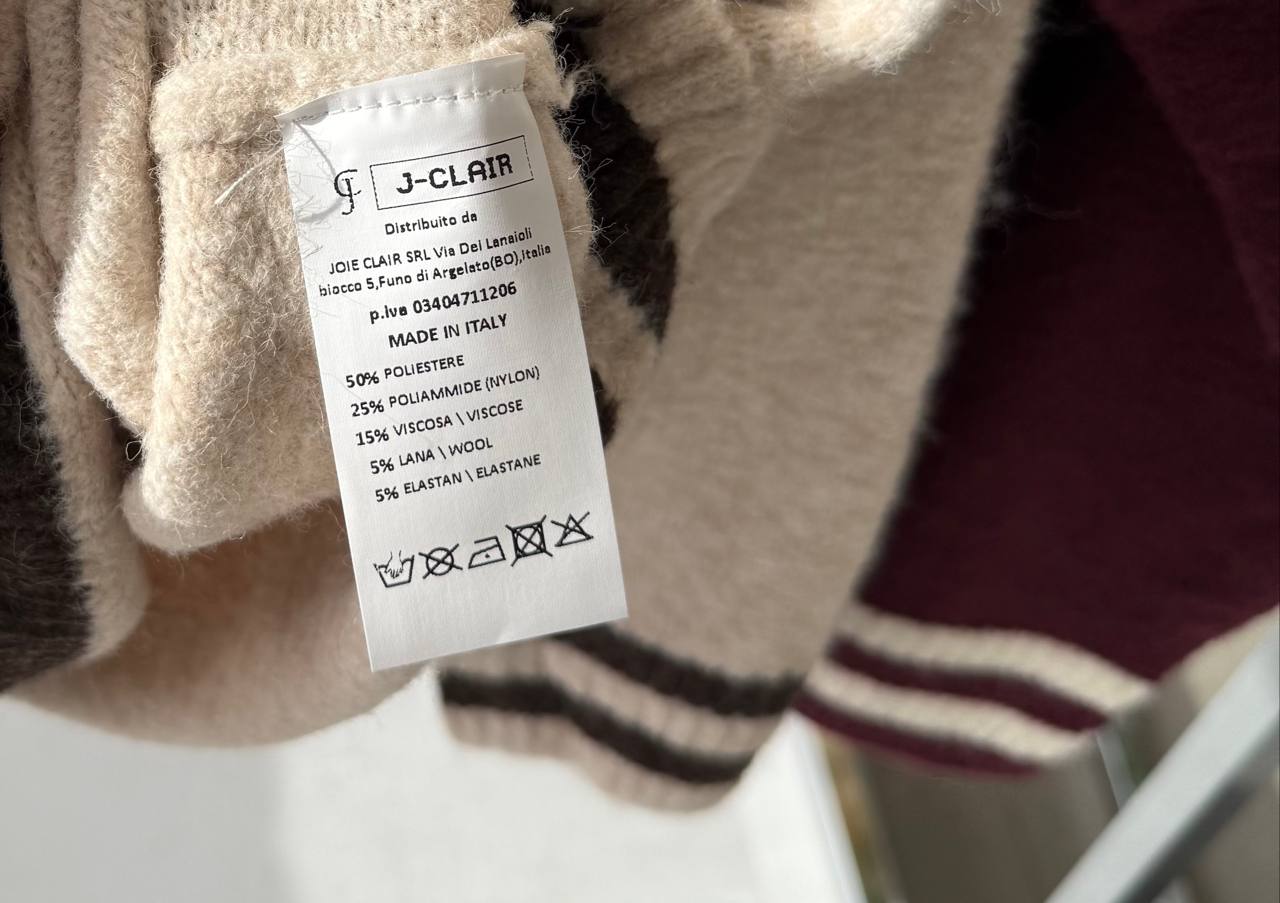 J-CLAIR
Distribuito da
JOIE CLAIR SRL Via Dei Lanaioli
blocco 5,Funo di Argelato(BO),Italia
p.Iva 03404711206
MADE IN ITALY
50% POLIESTERE
25% POLIAMMIDE (NYLON)
15% VISCOSA \ VISCOSE
5% LANA \ WOOL
5% ELASTAN \ ELASTANE